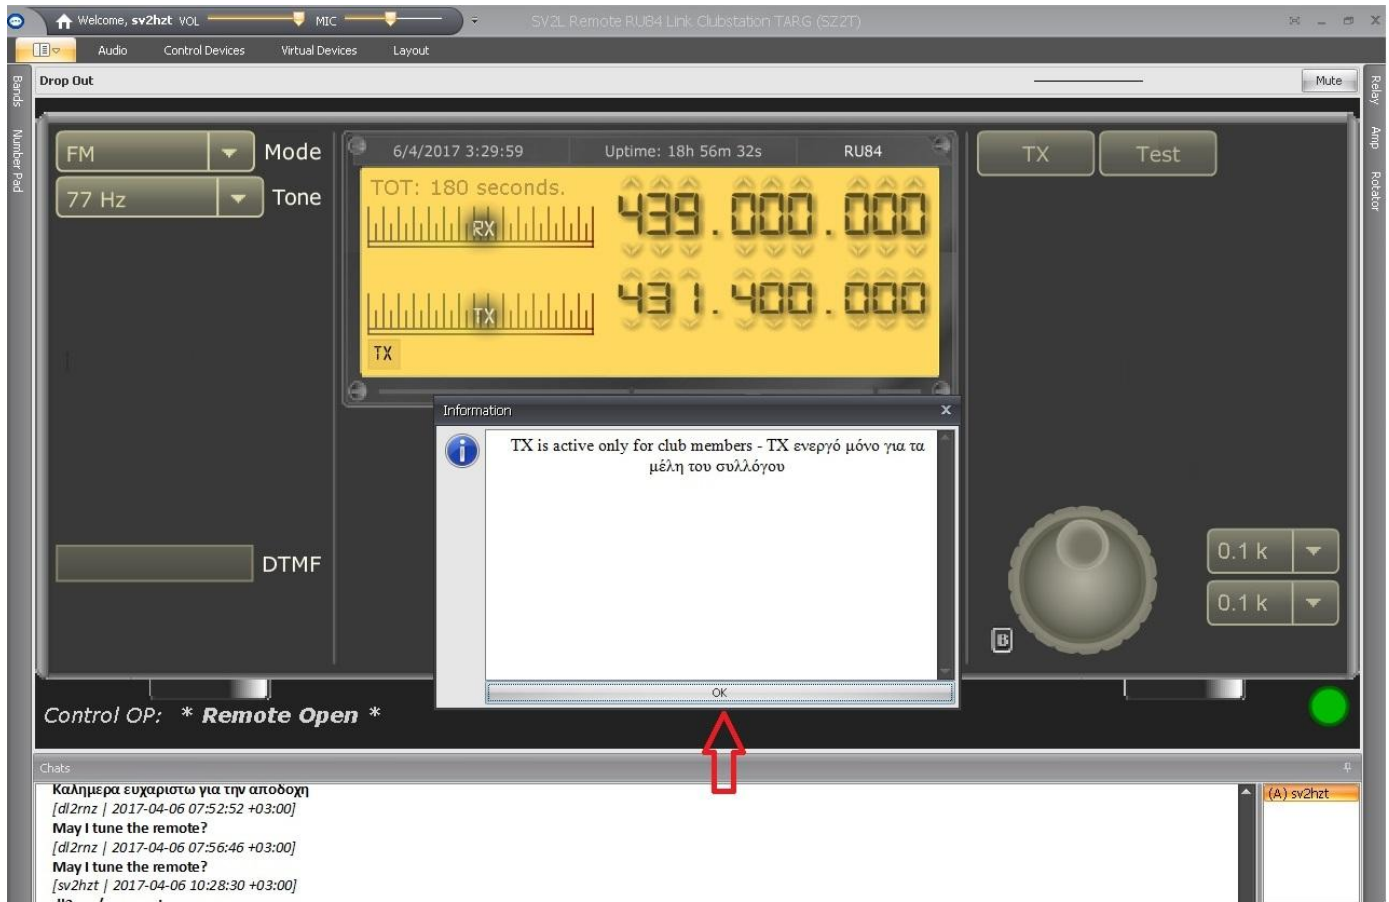 Welcome, sv2hzt VOL MIC SV2L Remote RU84 Link Clubstation TARG (SZ2T)
Audio Control Devices Virtual Devices Layout
Bands
Number Pad
Drop Out
Mute
Relay
Amp
Rotator
FM Mode
77 Hz Tone
6/4/2017 3:29:59 Uptime: 18h 56m 32s RU84
TOT: 180 seconds.
RX 439.000.000
TX 431.400.000
TX
TX Test
Information
TX is active only for club members - TX ενεργό μόνο για τα
μέλη του συλλόγου
OK
DTMF
0.1 k
0.1 k
B
Control OP: * Remote Open *
Chats
Καλημερα ευχαριστω για την αποδοχη
[dl2rnz | 2017-04-06 07:52:52 +03:00]
May I tune the remote?
[dl2rnz | 2017-04-06 07:56:46 +03:00]
May I tune the remote?
[sv2hzt | 2017-04-06 10:28:30 +03:00]
(A) sv2hzt